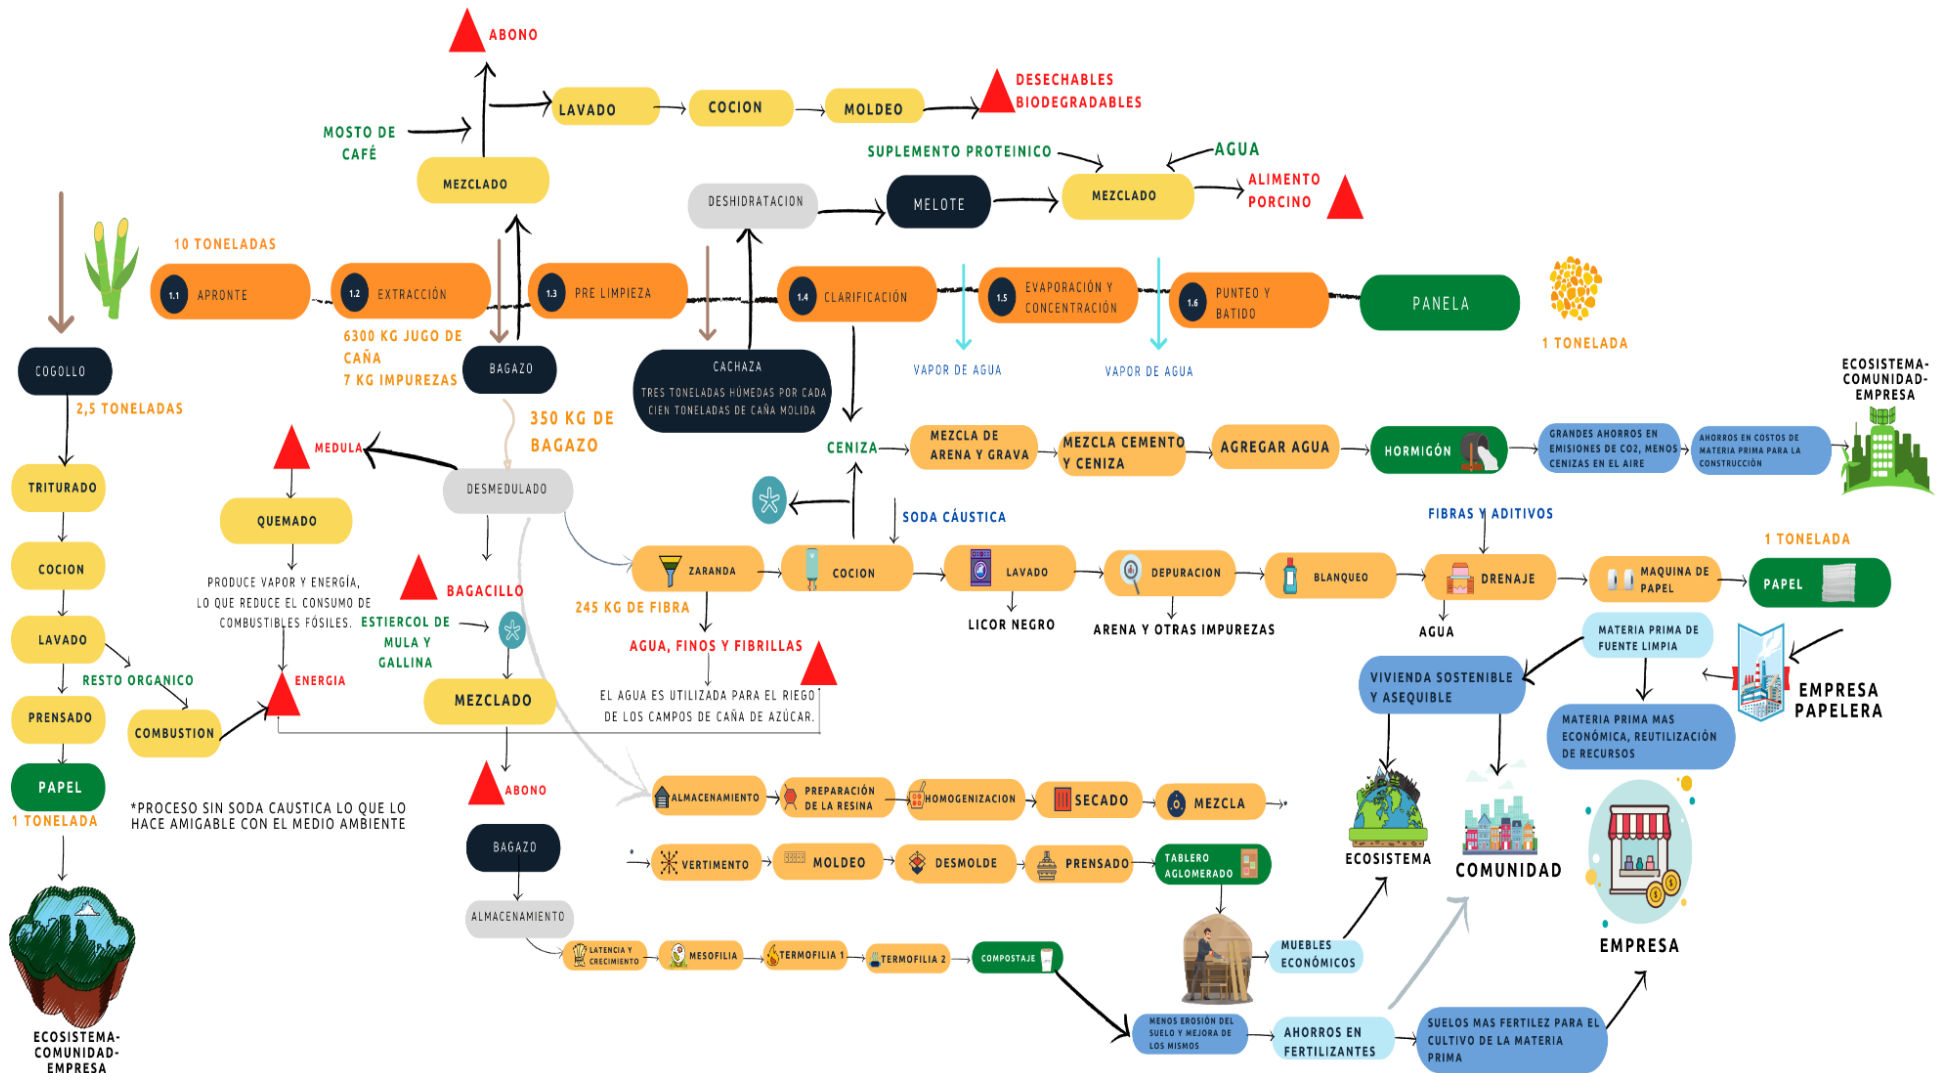 ABONO
DESECHABLES
BIODEGRADABLES
LAVADO
COCION
MOLDEO
MOSTO DE
CAFÉ
MEZCLADO
SUPLEMENTO PROTEINICO
AGUA
DESHIDRATACION
MELOTE
MEZCLADO
ALIMENTO
PORCINO
10 TONELADAS
1.1 APRONTE
1.2 EXTRACCIÓN
1.3 PRE LIMPIEZA
1.4 CLARIFICACIÓN
1.5 EVAPORACIÓN Y
CONCENTRACIÓN
1.6 PUNTEO Y
BATIDO
PANELA
1 TONELADA
6300 KG JUGO DE
CAÑA
7 KG IMPUREZAS
COGOLLO
2,5 TONELADAS
BAGAZO
CACHAZA
TRES TONELADAS HÚMEDAS POR CADA
CIEN TONELADAS DE CAÑA MOLIDA
VAPOR DE AGUA
VAPOR DE AGUA
ECOSISTEMA-
COMUNIDAD-
EMPRESA
350 KG DE
BAGAZO
MEDULA
DESMEDULADO
CENIZA
MEZCLA DE
ARENA Y GRAVA
MEZCLA CEMENTO
Y CENIZA
AGREGAR AGUA
HORMIGÓN
GRANDES AHORROS EN
EMISIONES DE CO2, MENOS
CENIZAS EN EL AIRE
AHORROS EN COSTOS DE
MATERIA PRIMA PARA LA
CONSTRUCCIÓN
TRITURADO
QUEMADO
SODA CÁUSTICA
FIBRAS Y ADITIVOS
1 TONELADA
COCION
PRODUCE VAPOR Y ENERGÍA,
LO QUE REDUCE EL CONSUMO DE
COMBUSTIBLES FÓSILES.
BAGACILLO
ESTIERCOL DE
MULA Y
GALLINA
ZARANDA
COCION
LAVADO
DEPURACION
BLANQUEO
DRENAJE
MAQUINA DE
PAPEL
PAPEL
245 KG DE FIBRA
LICOR NEGRO
ARENA Y OTRAS IMPUREZAS
AGUA
LAVADO
AGUA, FINOS Y FIBRILLAS
MATERIA PRIMA DE
FUENTE LIMPIA
RESTO ORGANICO
ENERGIA
EL AGUA ES UTILIZADA PARA EL RIEGO
DE LOS CAMPOS DE CAÑA DE AZÚCAR.
VIVIENDA SOSTENIBLE
Y ASEQUIBLE
EMPRESA
PAPELERA
PRENSADO
COMBUSTION
MEZCLADO
MATERIA PRIMA MAS
ECONÓMICA, REUTILIZACIÓN
DE RECURSOS
PAPEL
1 TONELADA
*PROCESO SIN SODA CAUSTICA LO QUE LO
HACE AMIGABLE CON EL MEDIO AMBIENTE
ABONO
ALMACENAMIENTO
PREPARACIÓN
DE LA RESINA
HOMOGENIZACION
SECADO
MEZCLA
*
BAGAZO
*
VERTIMENTO
MOLDEO
DESMOLDE
PRENSADO
TABLERO
AGLOMERADO
ECOSISTEMA
COMUNIDAD
EMPRESA
ALMACENAMIENTO
LATENCIA Y
CRECIMIENTO
MESOFILIA
TERMOFILIA 1
TERMOFILIA 2
COMPOSTAJE
MUEBLES
ECONÓMICOS
MENOS EROSIÓN DEL
SUELO Y MEJORA DE
LOS MISMOS
AHORROS EN
FERTILIZANTES
SUELOS MAS FERTILEZ PARA EL
CULTIVO DE LA MATERIA
PRIMA
ECOSISTEMA-
COMUNIDAD-
EMPRESA